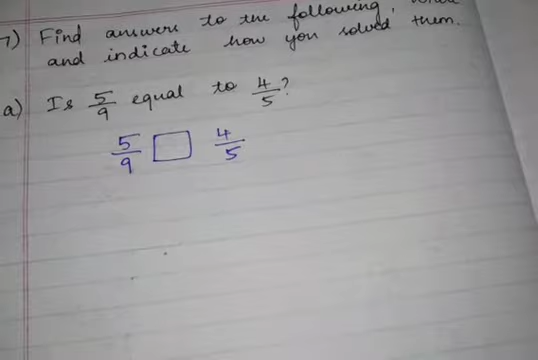 7) Find answers to the following,
and indicate how you solved them.
a) Is 5/9 equal to 4/5?
5/9 □ 4/5